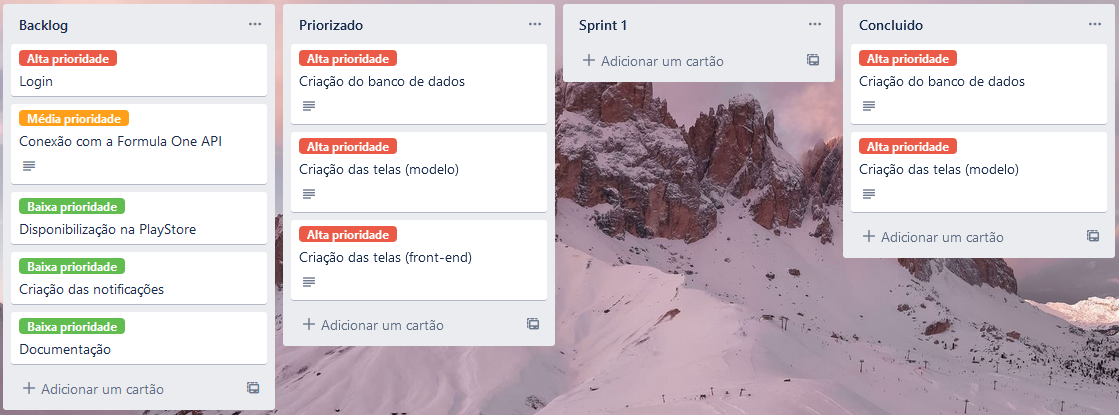 Backlog
Alta prioridade
Login
Média prioridade
Conexão com a Formula One API
Baixa prioridade
Disponibilização na PlayStore
Baixa prioridade
Criação das notificações
Baixa prioridade
Documentação
Adicionar um cartão
Priorizado
Alta prioridade
Criação do banco de dados
Alta prioridade
Criação das telas (modelo)
Alta prioridade
Criação das telas (front-end)
Adicionar um cartão
Sprint 1
Adicionar um cartão
Concluido
Alta prioridade
Criação do banco de dados
Alta prioridade
Criação das telas (modelo)
Adicionar um cartão